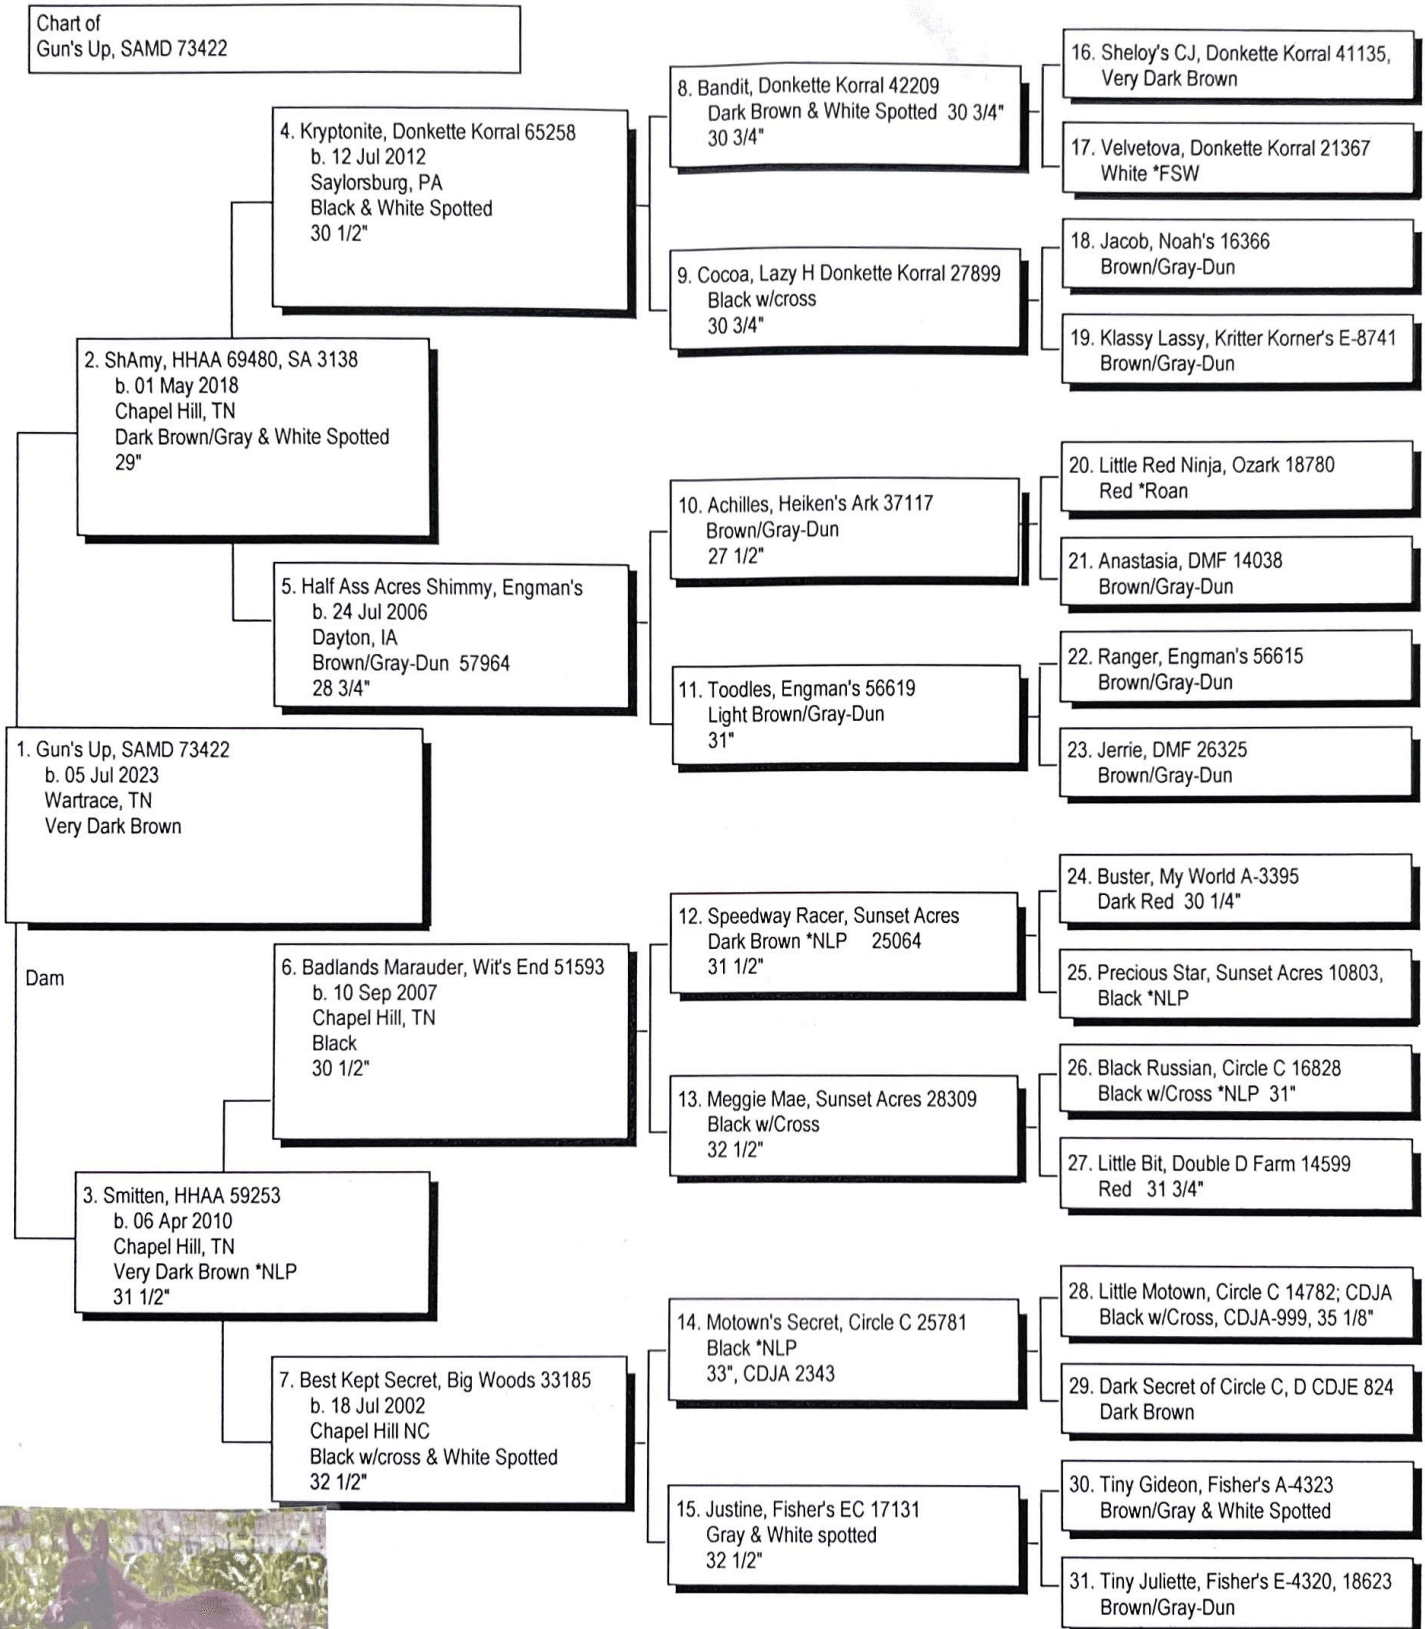 Chart of
Gun's Up, SAMD 73422
8. Bandit, Donkette Korral 42209
Dark Brown & White Spotted 30 3/4"
30 3/4"
16. Sheloy's CJ, Donkette Korral 41135,
Very Dark Brown
17. Velvetova, Donkette Korral 21367
White *FSW
4. Kryptonite, Donkette Korral 65258
b. 12 Jul 2012
Saylorsburg, PA
Black & White Spotted
30 1/2"
9. Cocoa, Lazy H Donkette Korral 27899
Black w/cross
30 3/4"
18. Jacob, Noah's 16366
Brown/Gray-Dun
19. Klassy Lassy, Kritter Korner's E-8741
Brown/Gray-Dun
2. ShAmy, HHAA 69480, SA 3138
b. 01 May 2018
Chapel Hill, TN
Dark Brown/Gray & White Spotted
29"
10. Achilles, Heiken's Ark 37117
Brown/Gray-Dun
27 1/2"
20. Little Red Ninja, Ozark 18780
Red *Roan
21. Anastasia, DMF 14038
Brown/Gray-Dun
5. Half Ass Acres Shimmy, Engman's
b. 24 Jul 2006
Dayton, IA
Brown/Gray-Dun 57964
28 3/4"
11. Toodles, Engman's 56619
Light Brown/Gray-Dun
31"
22. Ranger, Engman's 56615
Brown/Gray-Dun
23. Jerrie, DMF 26325
Brown/Gray-Dun
1. Gun's Up, SAMD 73422
b. 05 Jul 2023
Wartrace, TN
Very Dark Brown
Dam
12. Speedway Racer, Sunset Acres
Dark Brown *NLP 25064
31 1/2"
24. Buster, My World A-3395
Dark Red 30 1/4"
25. Precious Star, Sunset Acres 10803,
Black *NLP
6. Badlands Marauder, Wit's End 51593
b. 10 Sep 2007
Chapel Hill, TN
Black
30 1/2"
13. Meggie Mae, Sunset Acres 28309
Black w/Cross
32 1/2"
26. Black Russian, Circle C 16828
Black w/Cross *NLP 31"
27. Little Bit, Double D Farm 14599
Red 31 3/4"
3. Smitten, HHAA 59253
b. 06 Apr 2010
Chapel Hill, TN
Very Dark Brown *NLP
31 1/2"
14. Motown's Secret, Circle C 25781
Black *NLP
33", CDJA 2343
28. Little Motown, Circle C 14782; CDJA
Black w/Cross, CDJA-999, 35 1/8"
29. Dark Secret of Circle C, D CDJE 824
Dark Brown
7. Best Kept Secret, Big Woods 33185
b. 18 Jul 2002
Chapel Hill NC
Black w/cross & White Spotted
32 1/2"
15. Justine, Fisher's EC 17131
Gray & White spotted
32 1/2"
30. Tiny Gideon, Fisher's A-4323
Brown/Gray & White Spotted
31. Tiny Juliette, Fisher's E-4320, 18623
Brown/Gray-Dun